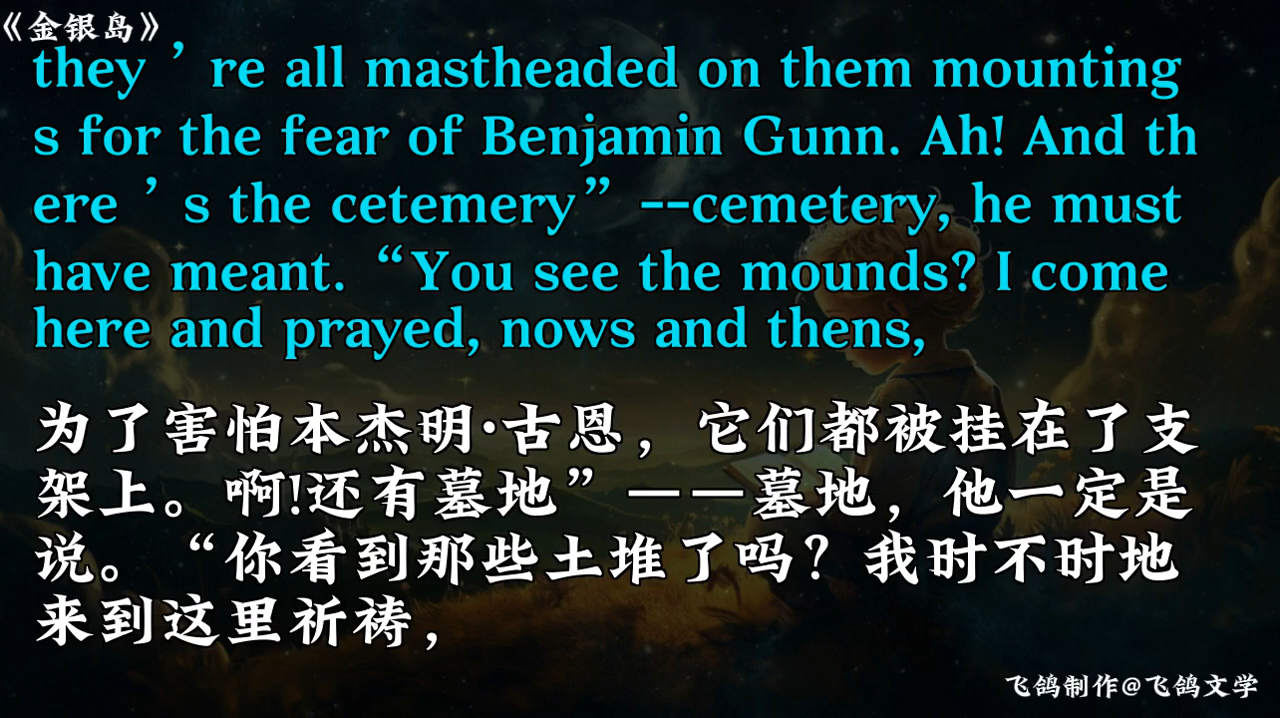 《金银岛》
they ’ re all mastheaded on them mounting
s for the fear of Benjamin Gunn. Ah! And th
ere ’ s the cetemery” --cemetery, he must
have meant. “You see the mounds? I come
here and prayed, nows and thens,
为了害怕本杰明·古恩，它们都被挂在了支
架上。啊!还有墓地”——墓地，他一定是
说。“你看到那些土堆了吗？我时不时地
来到这里祈祷，
飞鸽制作@飞鸽文学